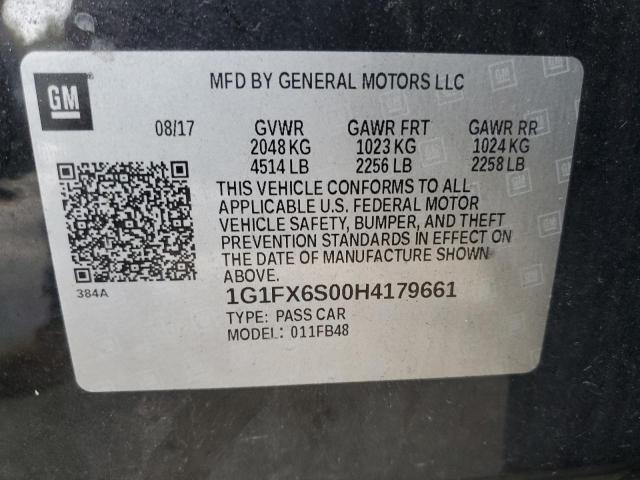 GM
MFD BY GENERAL MOTORS LLC
08/17 GVWR GAWR FRT GAWR RR
2048 KG 1023 KG 1024 KG
4514 LB 2256 LB 2258 LB
THIS VEHICLE CONFORMS TO ALL
APPLICABLE U.S. FEDERAL MOTOR
VEHICLE SAFETY, BUMPER, AND THEFT
PREVENTION STANDARDS IN EFFECT ON
THE DATE OF MANUFACTURE SHOWN
ABOVE.
384A
1G1FX6S00H4179661
TYPE: PASS CAR
MODEL: 011FB48